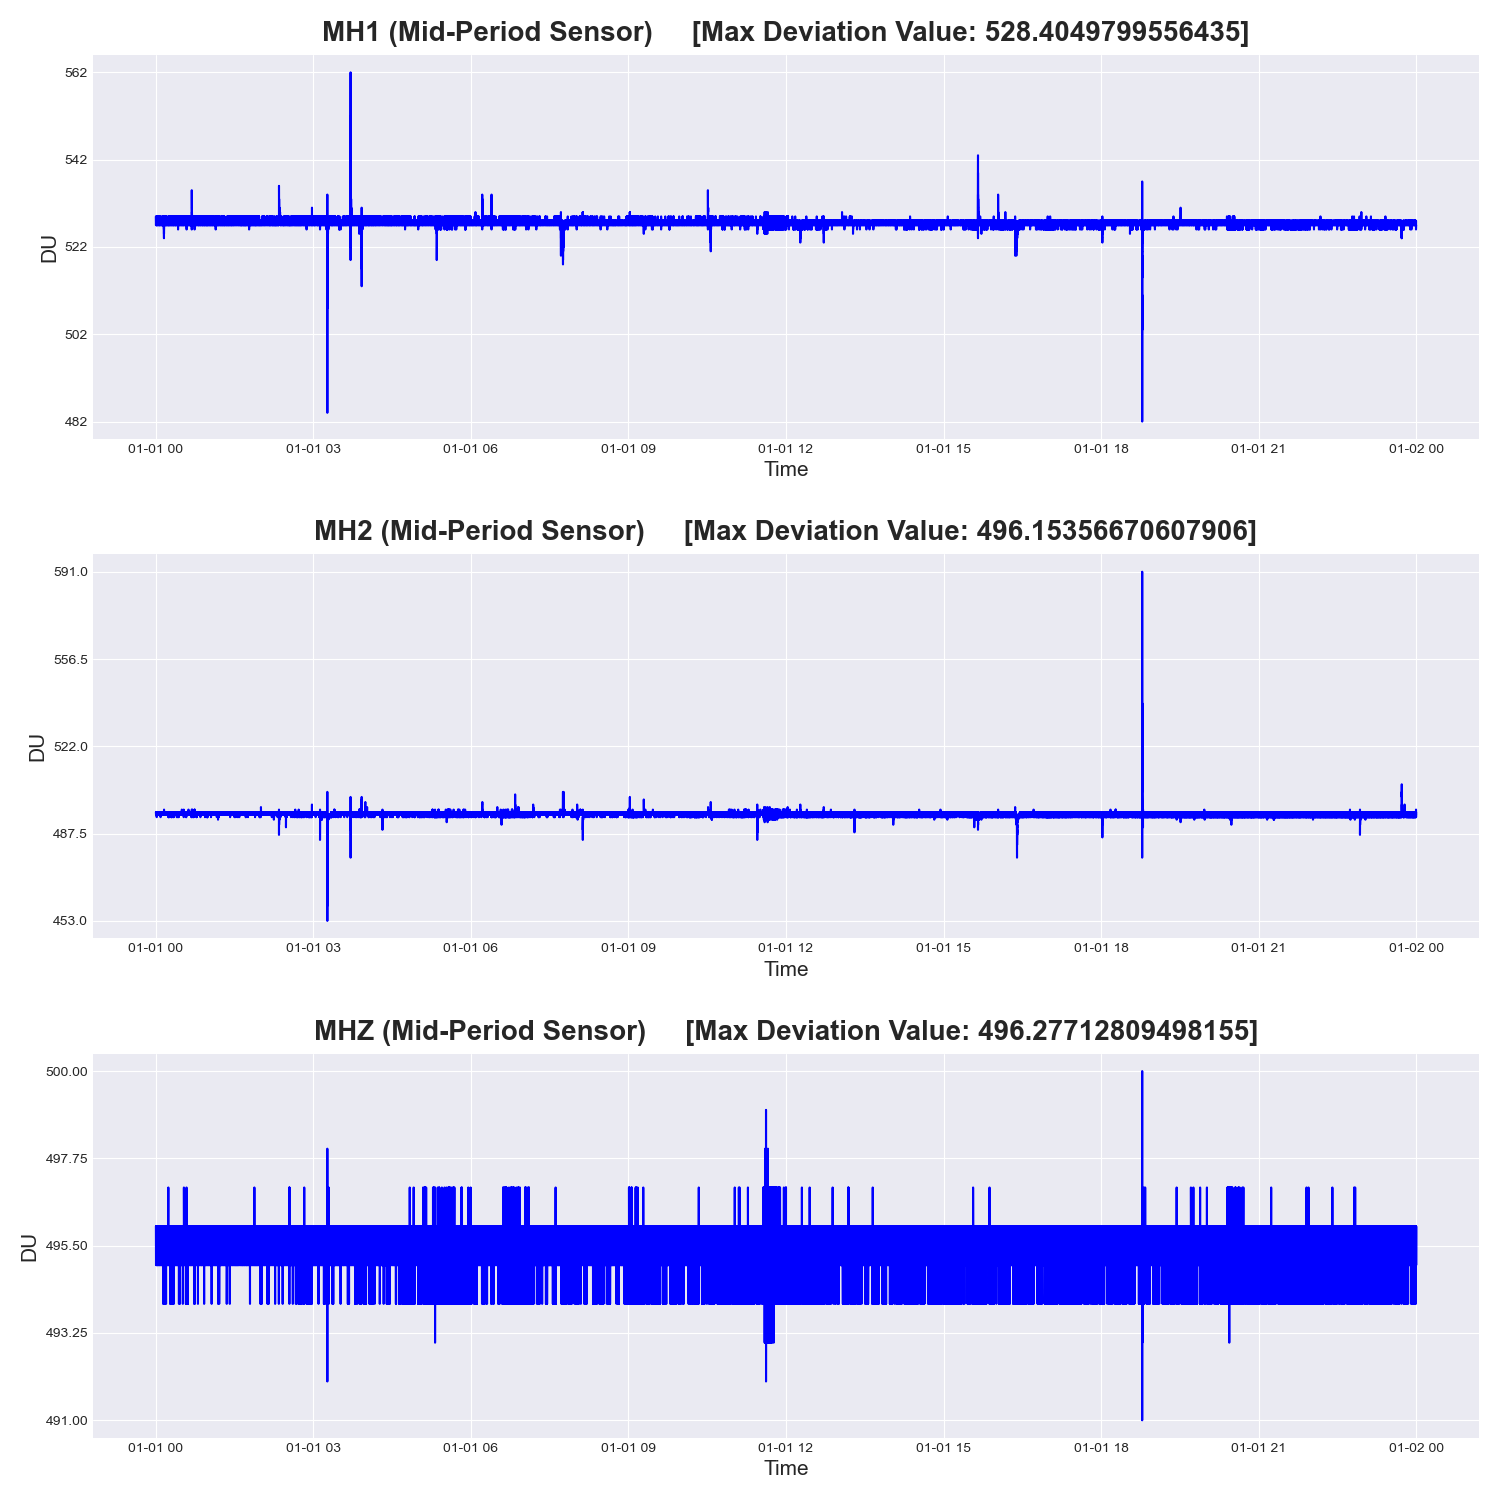 MH1 (Mid-Period Sensor) [Max Deviation Value: 528.4049799556435]
562
542
522
502
482
DU
01-01 00 01-01 03 01-01 06 01-01 09 01-01 12 01-01 15 01-01 18 01-01 21 01-02 00
Time
MH2 (Mid-Period Sensor) [Max Deviation Value: 496.15356670607906]
591.0
556.5
522.0
487.5
453.0
DU
01-01 00 01-01 03 01-01 06 01-01 09 01-01 12 01-01 15 01-01 18 01-01 21 01-02 00
Time
MHZ (Mid-Period Sensor) [Max Deviation Value: 496.27712809498155]
500.00
497.75
495.50
493.25
491.00
DU
01-01 00 01-01 03 01-01 06 01-01 09 01-01 12 01-01 15 01-01 18 01-01 21 01-02 00
Time